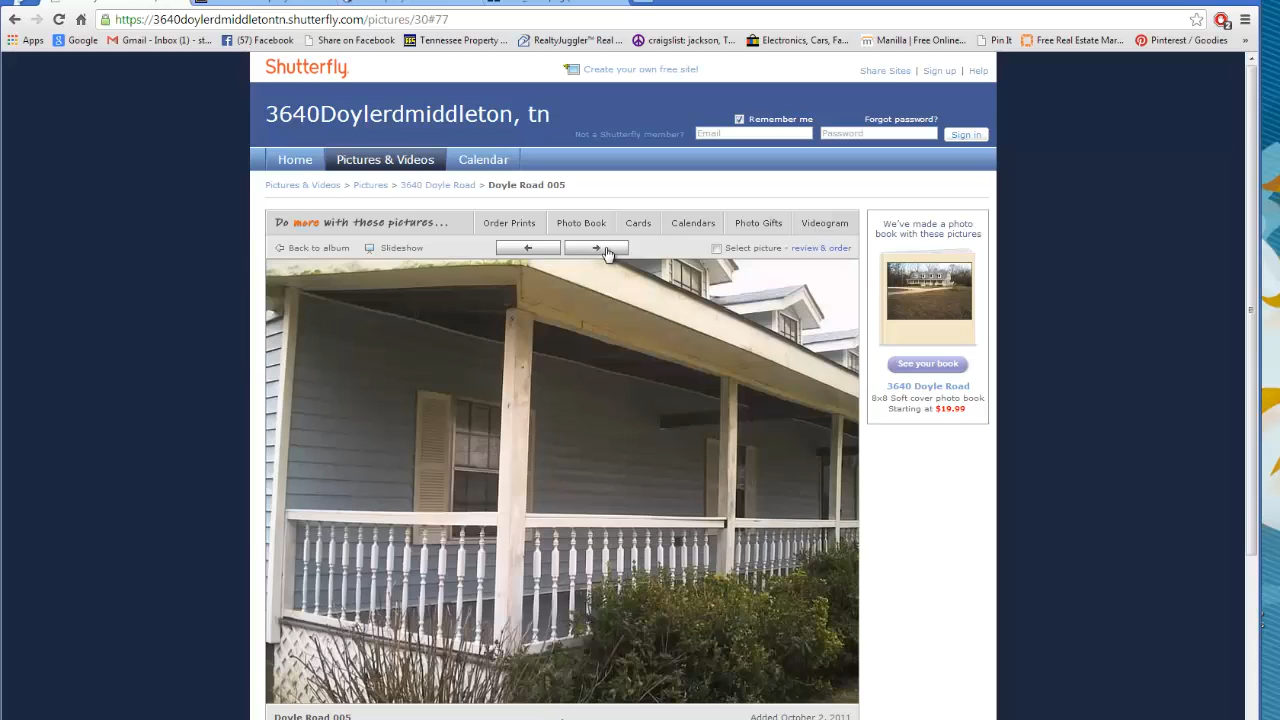 https://3640doylerdmiddletontn.shutterfly.com/pictures/30#77
Apps Google Gmail - Inbox (1) - st... (57) Facebook Share on Facebook Tennessee Property ... RealtyJuggler™ Real ... craigslist: jackson, T... Electronics, Cars, Fa... Manilla | Free Online... Pin It Free Real Estate Mar... Pinterest / Goodies »
Shutterfly.
Create your own free site!
Share Sites | Sign up | Help
3640Doylerdmiddleton, tn
Remember me Forgot password?
Not a Shutterfly member? Email Password Sign in
Home Pictures & Videos Calendar
Pictures & Videos > Pictures > 3640 Doyle Road > Doyle Road 005
Do more with these pictures... Order Prints Photo Book Cards Calendars Photo Gifts Videogram
Back to album Slideshow Select picture - review & order
We've made a photo
book with these pictures
See your book
3640 Doyle Road
8x8 Soft cover photo book
Starting at $19.99
Doyle Road 005 Added October 2, 2011